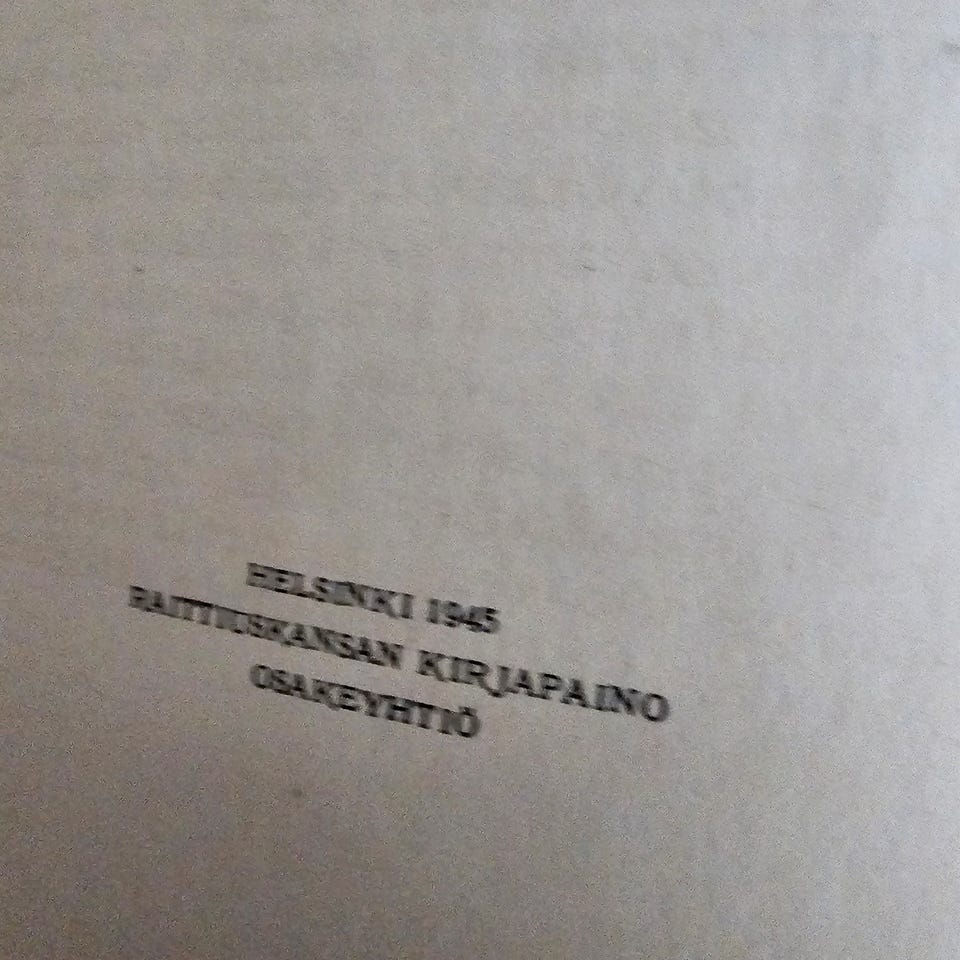 HELSINKI 1945
RAITTIUSKANSAN KIRJAPAINO
OSAKEYHTIÖ